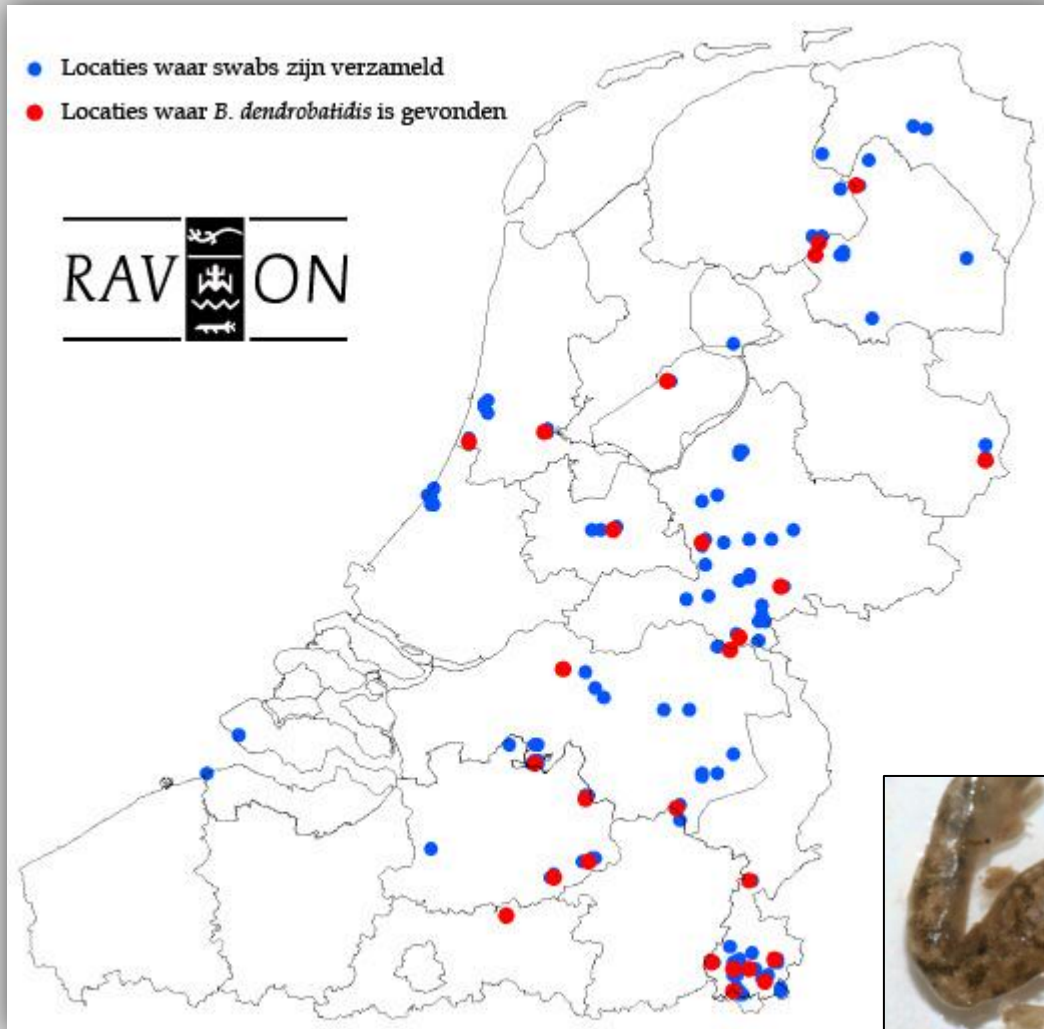 Locaties waar swabs zijn verzameld
Locaties waar B. dendrobatidis is gevonden
RAVON